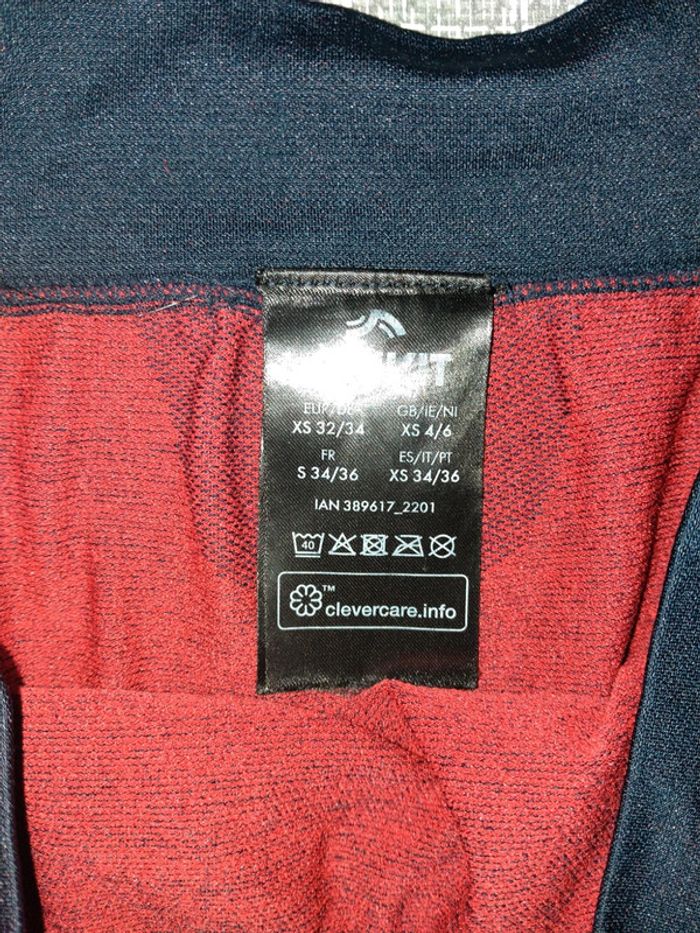 EUR/DE GB/IE/NI
XS 32/34 XS 4/6
FR ES/IT/PT
S 34/36 XS 34/36
IAN 389617_2201
40
™
clevercare.info